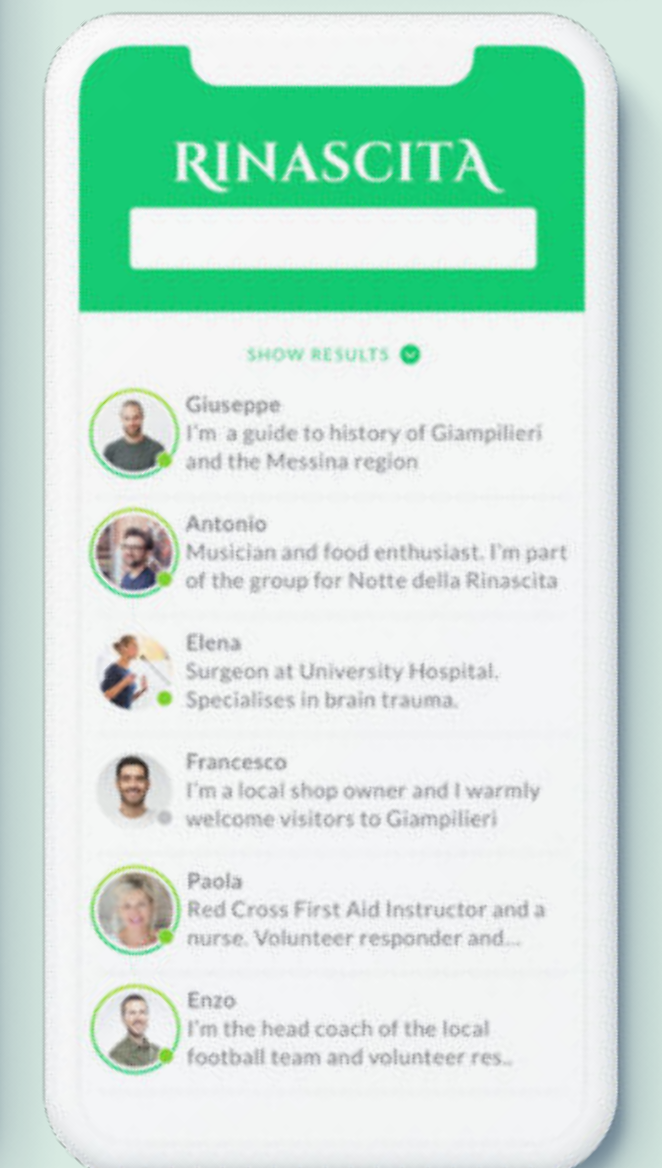 RINASCITA
SHOW RESULTS
Giuseppe
I'm a guide to history of Giampilieri
and the Messina region
Antonio
Musician and food enthusiast. I'm part
of the group for Notte della Rinascita
Elena
Surgeon at University Hospital.
Specialises in brain trauma.
Francesco
I'm a local shop owner and I warmly
welcome visitors to Giampilieri
Paola
Red Cross First Aid Instructor and a
nurse. Volunteer responder and...
Enzo
I'm the head coach of the local
football team and volunteer res..